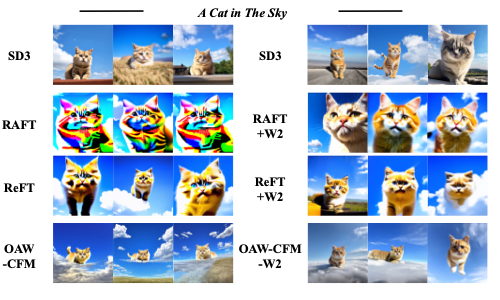 A Cat in The Sky
SD3
SD3
RAFT
RAFT
+W2
ReFT
ReFT
+W2
OAW
-CFM
OAW-CFM
-W2